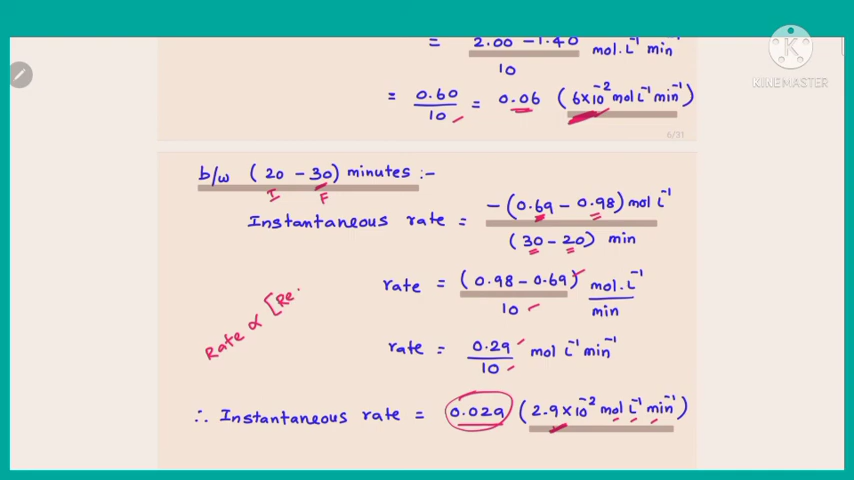 = 2.00 - 1.40 mol. L⁻¹ min⁻¹
10
= 0.60 = 0.06 (6×10⁻² mol L⁻¹ min⁻¹)
10
KINEMASTER
6/31
b/w (20 - 30) minutes :-
I F
Instantaneous rate = -(0.69 - 0.98) mol L⁻¹
(30 - 20) min
rate = (0.98 - 0.69) mol. L⁻¹
10 min
Rate ∝ [Re
rate = 0.29 mol L⁻¹ min⁻¹
10
∴ Instantaneous rate = 0.029 (2.9 × 10⁻² mol L⁻¹ min⁻¹)